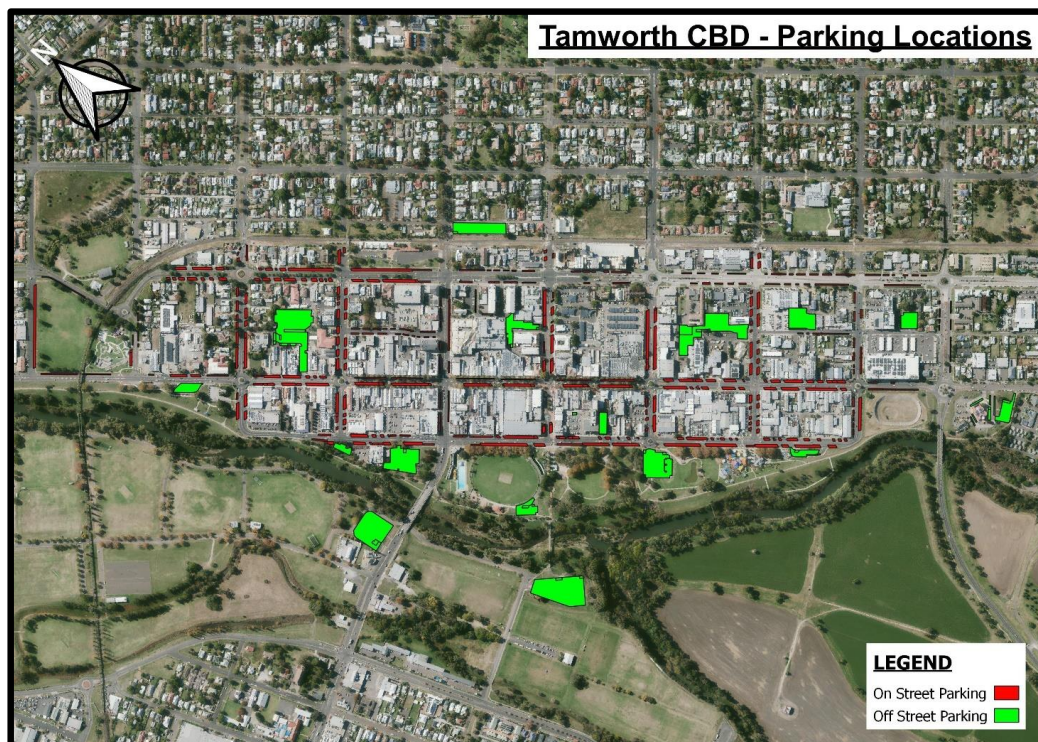 Tamworth CBD - Parking Locations
N
LEGEND
On Street Parking
Off Street Parking